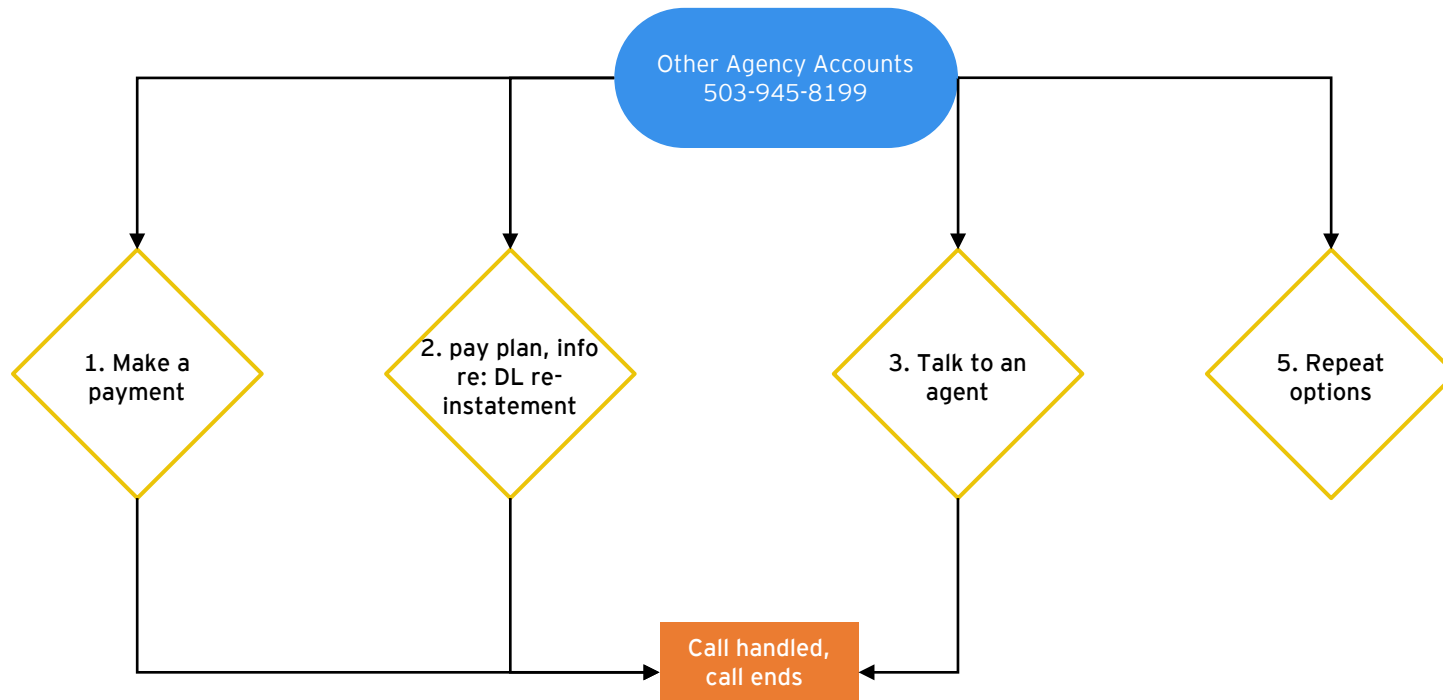 Other Agency Accounts
503-945-8199
1. Make a
payment
2. pay plan, info
re: DL re-
instatement
3. Talk to an
agent
5. Repeat
options
Call handled,
call ends